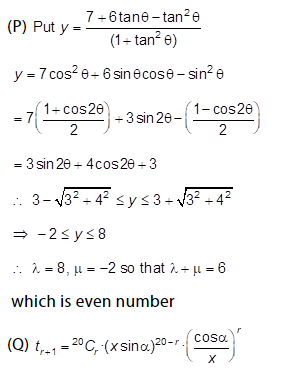 (P) Put y = (7 + 6tanθ – tan²θ) / (1 + tan²θ)
y = 7cos²θ + 6sinθcosθ – sin²θ
= 7((1 + cos2θ)/2) + 3sin2θ – ((1 – cos2θ)/2)
= 3sin2θ + 4cos2θ + 3
∴ 3 – √(3² + 4²) ≤ y ≤ 3 + √(3² + 4²)
⇒ –2 ≤ y ≤ 8
∴ λ = 8, μ = –2 so that λ + μ = 6
which is even number
(Q) t_{r+1} = ²⁰C_r·(x sinα)^{20–r}·(cosα/x)^r